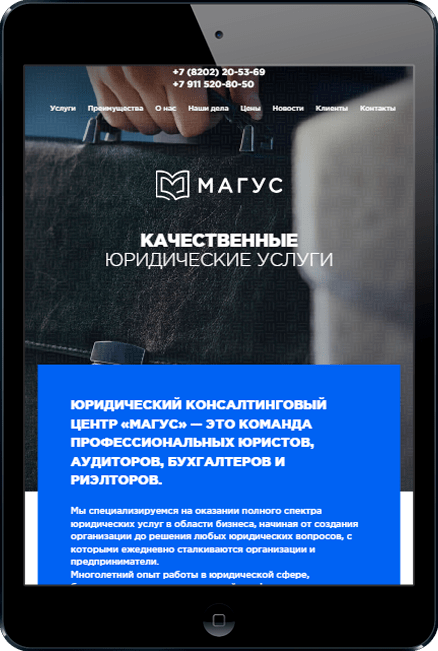 +7 (8202) 20-53-69
+7 911 520-80-50
Услуги Преимущества О нас Наши дела Цены Новости Клиенты Контакты
МАГУС
КАЧЕСТВЕННЫЕ
ЮРИДИЧЕСКИЕ УСЛУГИ
ЮРИДИЧЕСКИЙ КОНСАЛТИНГОВЫЙ
ЦЕНТР «МАГУС» — ЭТО КОМАНДА
ПРОФЕССИОНАЛЬНЫХ ЮРИСТОВ,
АУДИТОРОВ, БУХГАЛТЕРОВ И
РИЭЛТОРОВ.
Мы специализируемся на оказании полного спектра
юридических услуг в области бизнеса, начиная от создания
организации до решения любых юридических вопросов, с
которыми ежедневно сталкиваются организации и
предприниматели.
Многолетний опыт работы в юридической сфере,